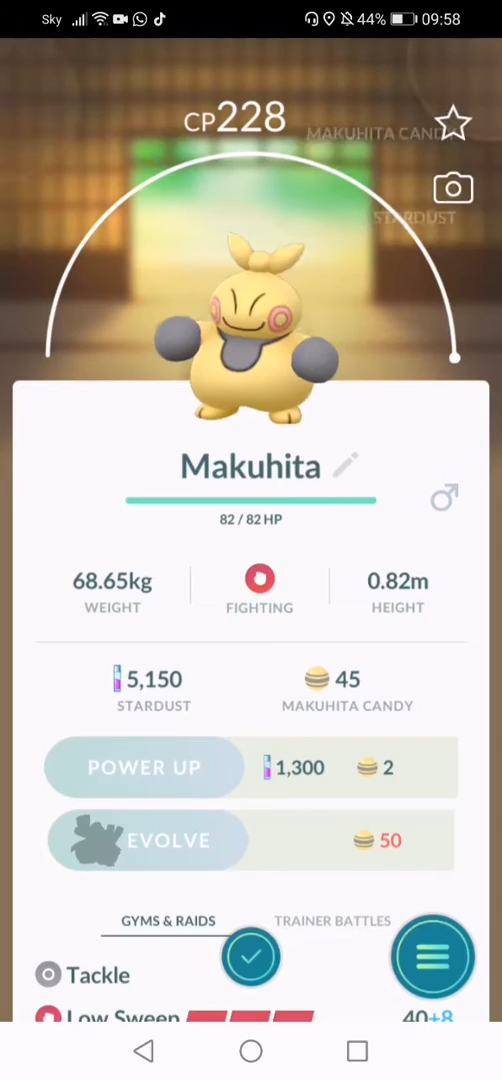 Sky 44% 09:58
CP228
MAKUHITA CANDY
STARDUST
Makuhita
82 / 82 HP
68.65kg 0.82m
WEIGHT FIGHTING HEIGHT
5,150 45
STARDUST MAKUHITA CANDY
POWER UP 1,300 2
EVOLVE 50
GYMS & RAIDS TRAINER BATTLES
Tackle
Low Sweep 40+8